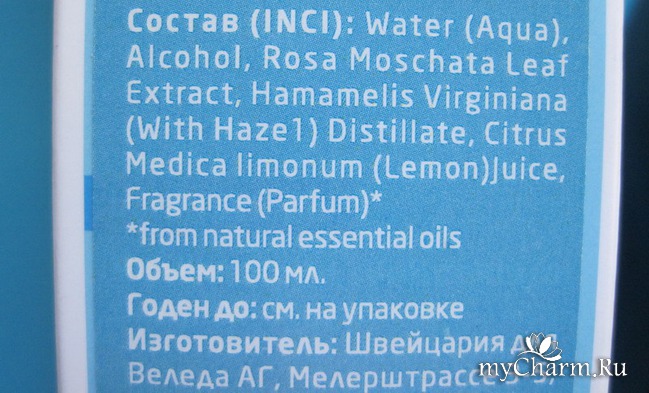 Состав (INCI): Water (Aqua),
Alcohol, Rosa Moschata Leaf
Extract, Hamamelis Virginiana
(With Haze1) Distillate, Citrus
Medica limonum (Lemon)Juice,
Fragrance (Parfum)*
*from natural essential oils
Объем: 100 мл.
Годен до: см. на упаковке
Изготовитель: Швейцария
Веледа АГ, Мелерштрассе
myCharm.Ru